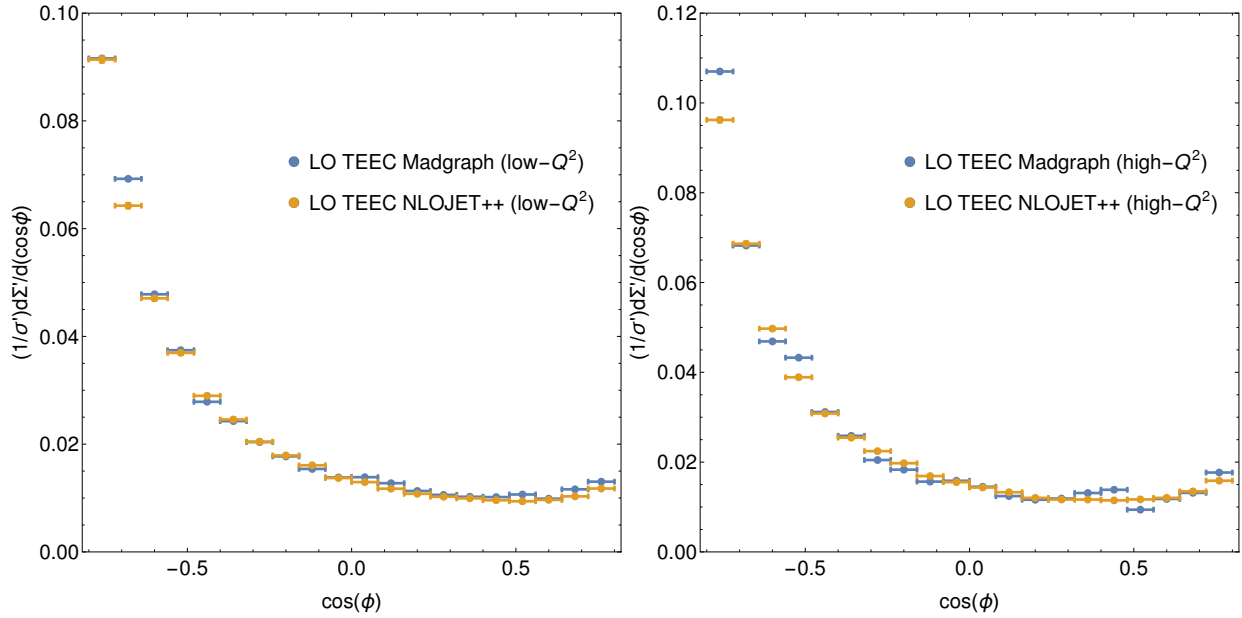 0.10
0.08
0.06
0.04
0.02
0.00
(1/σ')dΣ'/d(cosϕ)
LO TEEC Madgraph (low−Q²)
LO TEEC NLOJET++ (low−Q²)
−0.5
0.0
0.5
cos(ϕ)
0.12
0.10
0.08
0.06
0.04
0.02
0.00
(1/σ')dΣ'/d(cosϕ)
LO TEEC Madgraph (high−Q²)
LO TEEC NLOJET++ (high−Q²)
−0.5
0.0
0.5
cos(ϕ)